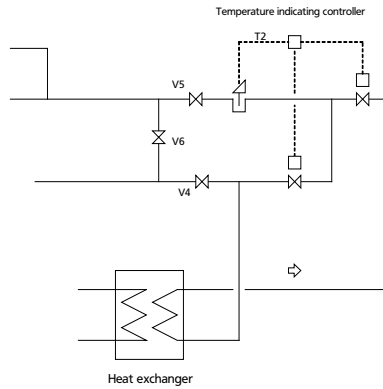 Temperature indicating controller
T2
V5
V6
V4
Heat exchanger